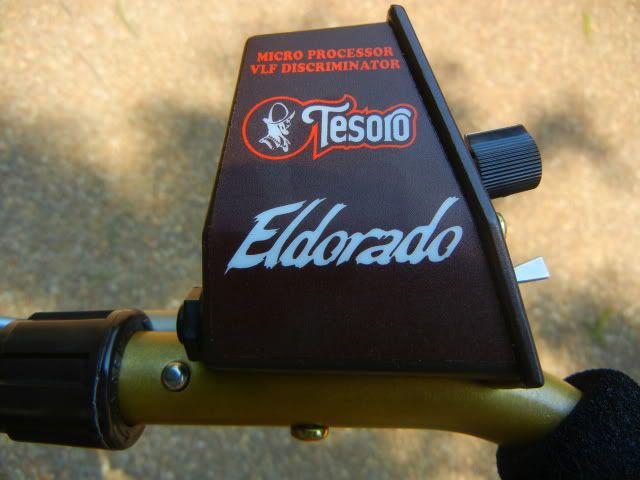 MICRO PROCESSOR
VLF DISCRIMINATOR
Tesoro
Eldorado